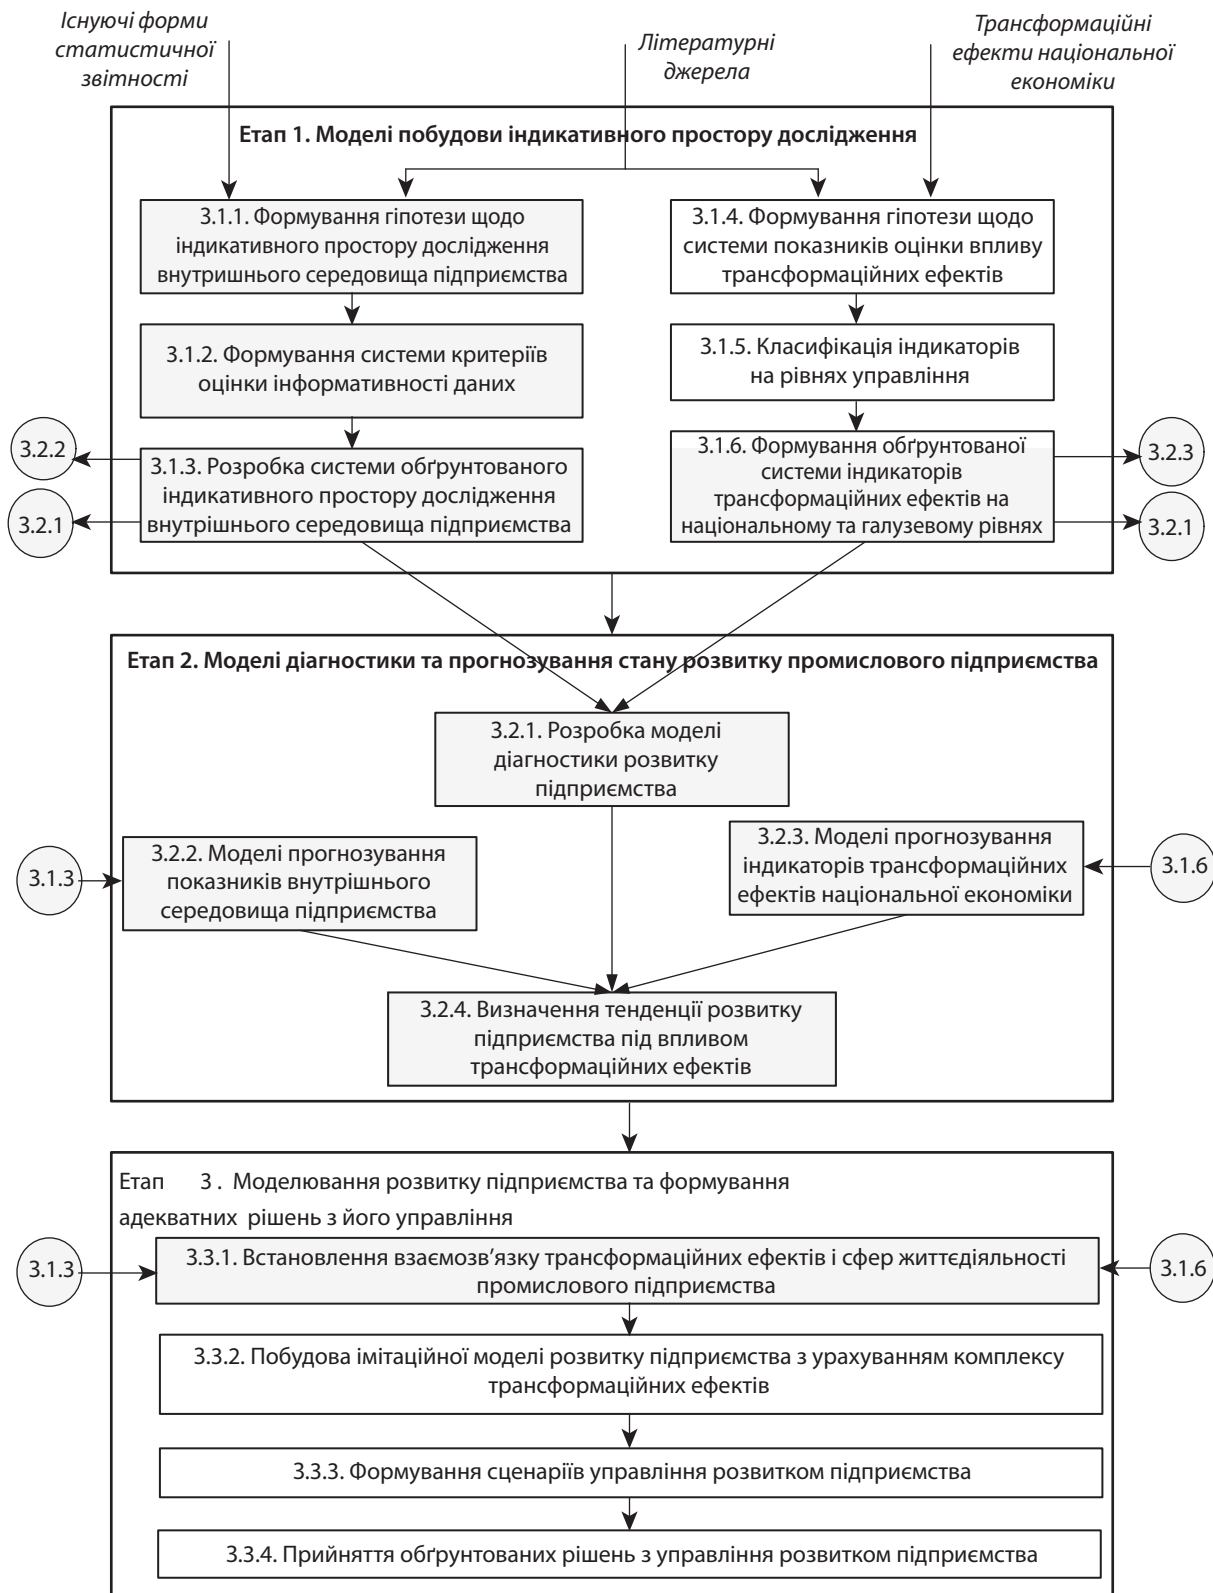 Існуючі форми
статистичної
звітності
Літературні
джерела
Трансформаційні
ефекти національної
економіки
Етап 1. Моделі побудови індикативного простору дослідження
3.1.1. Формування гіпотези щодо
індикативного простору дослідження
внутришнього середовища підприємства
3.1.4. Формування гіпотези щодо
системи показників оцінки впливу
трансформаційних ефектів
3.1.2. Формування системи критеріїв
оцінки інформативності даних
3.1.5. Класифікація індикаторів
на рівнях управління
3.2.2
3.2.1
3.1.3. Розробка системи обґрунтованого
індикативного простору дослідження
внутрішнього середовища підприємства
3.1.6. Формування обґрунтованої
системи індикаторів
трансформаційних ефектів на
національному та галузевому рівнях
3.2.3
3.2.1
Етап 2. Моделі діагностики та прогнозування стану розвитку промислового підприємства
3.2.1. Розробка моделі
діагностики розвитку
підприємства
3.1.3
3.2.2. Моделі прогнозування
показників внутрішнього
середовища підприємства
3.2.3. Моделі прогнозування
індикаторів трансформаційних
ефектів національної економіки
3.1.6
3.2.4. Визначення тенденції розвитку
підприємства під впливом
трансформаційних ефектів
Етап 3 . Моделювання розвитку підприємства та формування
адекватних рішень з його управління
3.1.3
3.3.1. Встановлення взаємозв'язку трансформаційних ефектів і сфер життєдіяльності
промислового підприємства
3.1.6
3.3.2. Побудова імітаційної моделі розвитку підприємства з урахуванням комплексу
трансформаційних ефектів
3.3.3. Формування сценаріїв управління розвитком підприємства
3.3.4. Прийняття обґрунтованих рішень з управління розвитком підприємства